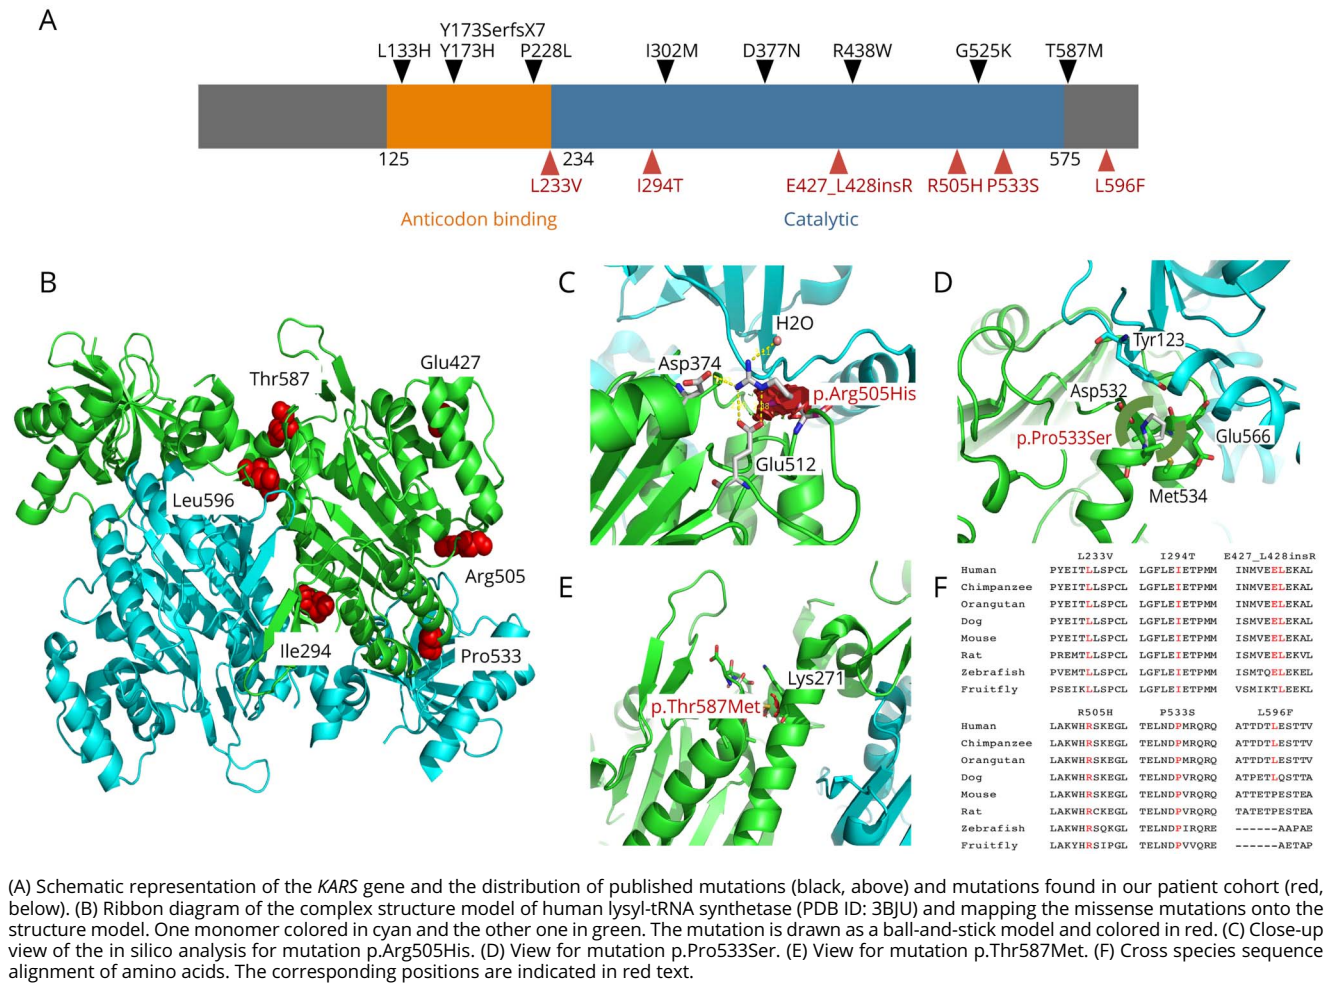 A
Y173SerfsX7
L133H Y173H P228L I302M D377N R438W G525K T587M
125 234 575
L233V I294T E427_L428insR R505H P533S L596F
Anticodon binding Catalytic
B
Thr587
Glu427
Leu596
Arg505
Ile294
Pro533
C
H2O
Asp374
p.Arg505His
Glu512
D
Tyr123
Asp532
p.Pro533Ser
Glu566
Met534
E
Lys271
p.Thr587Met
F
L233V I294T E427_L428insR
Human PYEITLLSPCL LGFLEIETPMM INMVEELEKAL
Chimpanzee PYEITLLSPCL LGFLEIETPMM INMVEELEKAL
Orangutan PYEITLLSPCL LGFLEIETPMM INMVEELEKAL
Dog PYEITLLSPCL LGFLEIETPMM ISMVEELEKAL
Mouse PYEITLLSPCL LGFLEIETPMM ISMVEELEKAL
Rat PREMTLLSPCL LGFLEIETPMM ISMVEELEKVL
Zebrafish PVEMTLLSPCL LGFLEIETPMM ISMTQELEKEL
Fruitfly PSEIKLLSPCL LGFLEIETPMM VSMIKTLEEKL
R505H P533S L596F
Human LAKWHRSKEGL TELNDPMRQRQ ATTDTLESTTV
Chimpanzee LAKWHRSKEGL TELNDPMRQRQ ATTDTLESTTV
Orangutan LAKWHRSKEGL TELNDPMRQRQ ATTDTLESTTV
Dog LAKWHRSKEGL TELNDPVRQRQ ATPETLQSTTA
Mouse LAKWHRSKEGL TELNDPVRQRQ ATTETPESTEA
Rat LAKWHRCKEGL TELNDPVRQRQ TATETPESTEA
Zebrafish LAKWHRSQKGL TELNDPIRQRE ------AAPAE
Fruitfly LAKYHRSIPGL TELNDPVVQRE ------AETAP
(A) Schematic representation of the KARS gene and the distribution of published mutations (black, above) and mutations found in our patient cohort (red,
below). (B) Ribbon diagram of the complex structure model of human lysyl-tRNA synthetase (PDB ID: 3BJU) and mapping the missense mutations onto the
structure model. One monomer colored in cyan and the other one in green. The mutation is drawn as a ball-and-stick model and colored in red. (C) Close-up
view of the in silico analysis for mutation p.Arg505His. (D) View for mutation p.Pro533Ser. (E) View for mutation p.Thr587Met. (F) Cross species sequence
alignment of amino acids. The corresponding positions are indicated in red text.